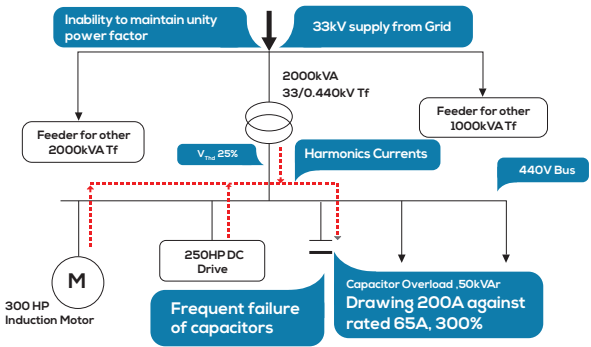 Inability to maintain unity
power factor
33kV supply from Grid
2000kVA
33/0.440kV Tf
Feeder for other
2000kVA Tf
Feeder for other
1000kVA Tf
VThd 25%
Harmonics Currents
440V Bus
M
300 HP
Induction Motor
250HP DC
Drive
Frequent failure
of capacitors
Capacitor Overload ,50kVAr
Drawing 200A against
rated 65A, 300%